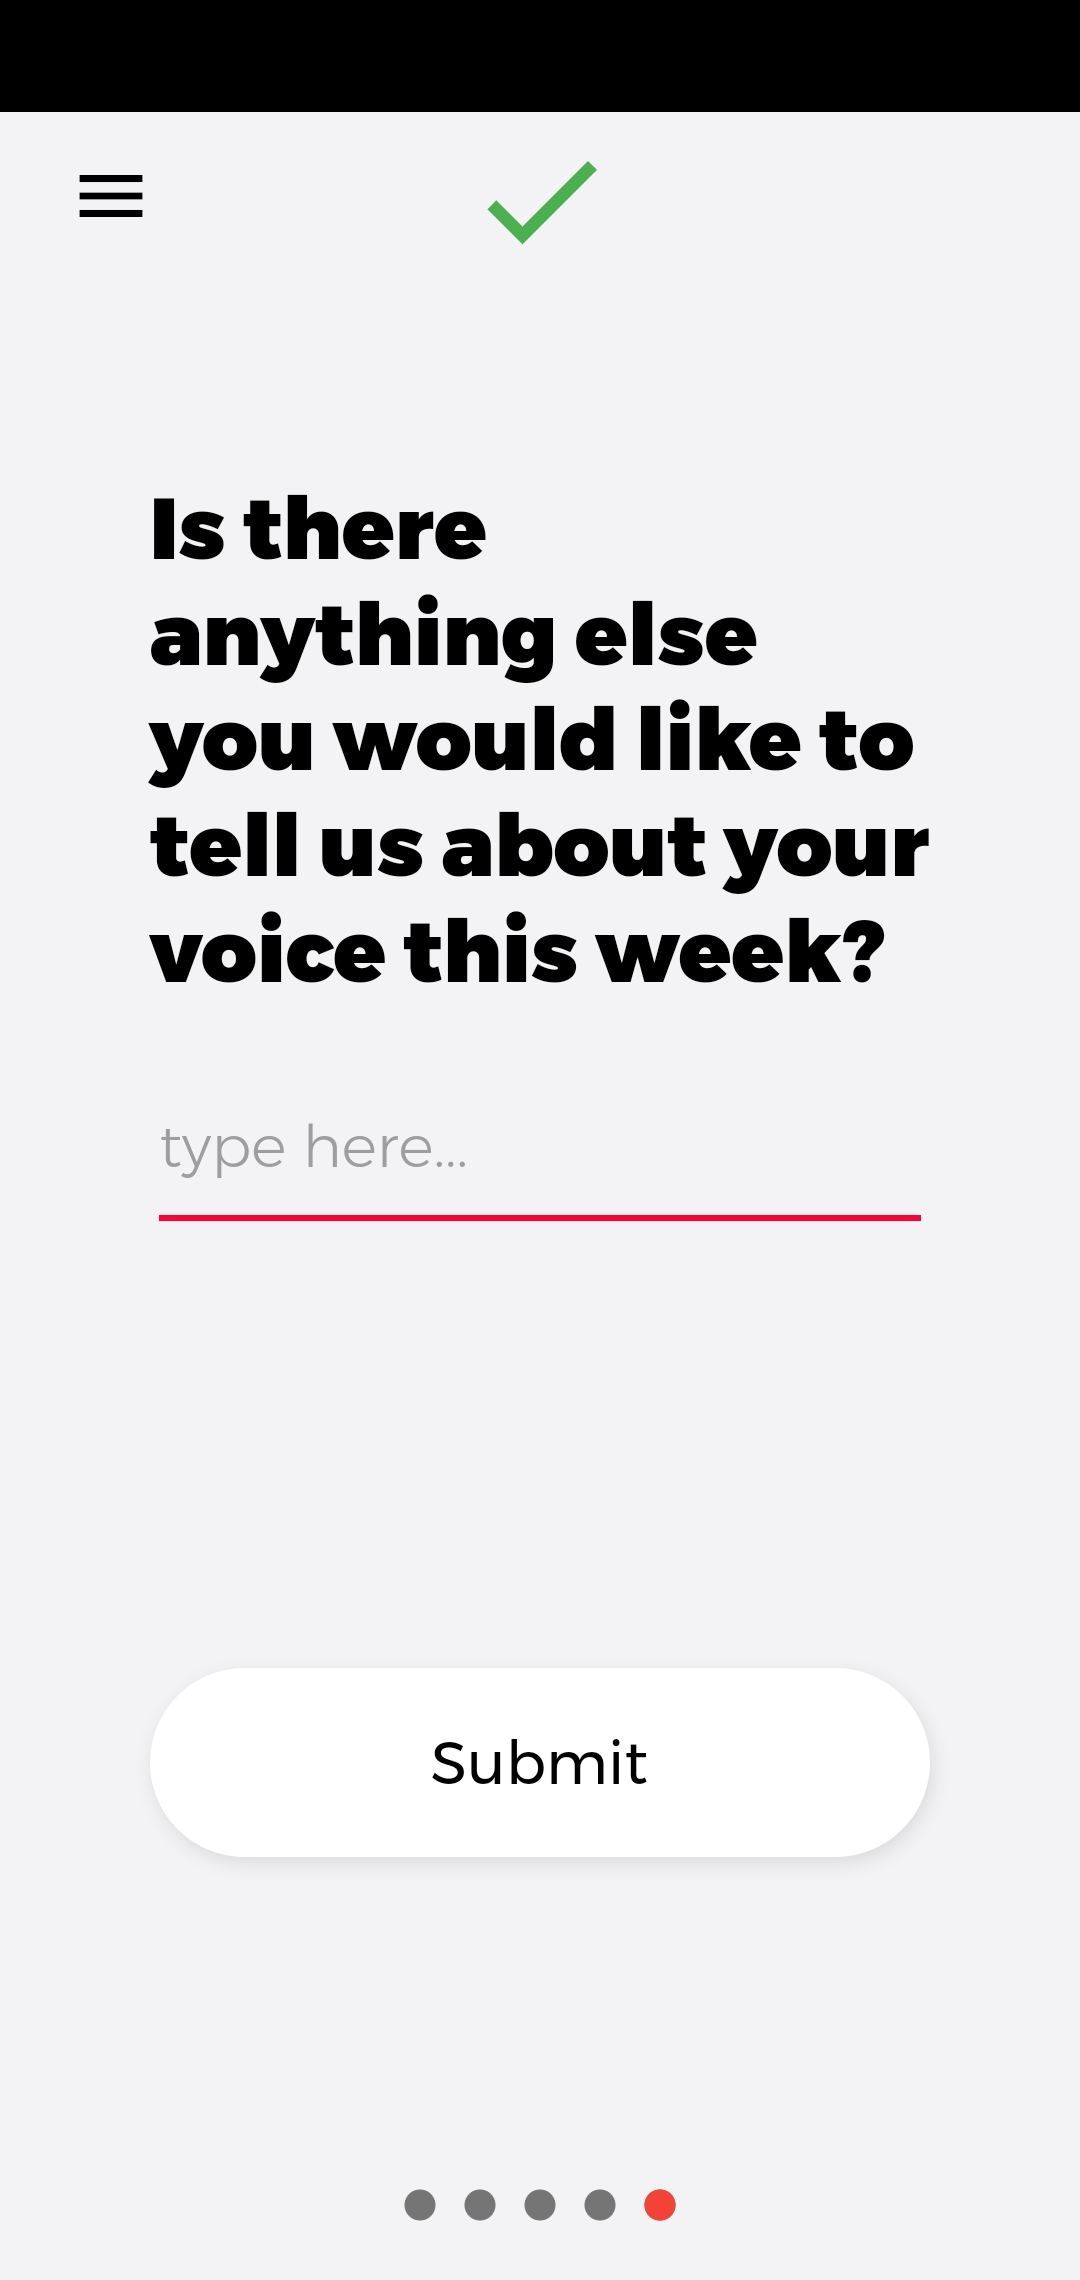 Is there
anything else
you would like to
tell us about your
voice this week?
type here...
Submit